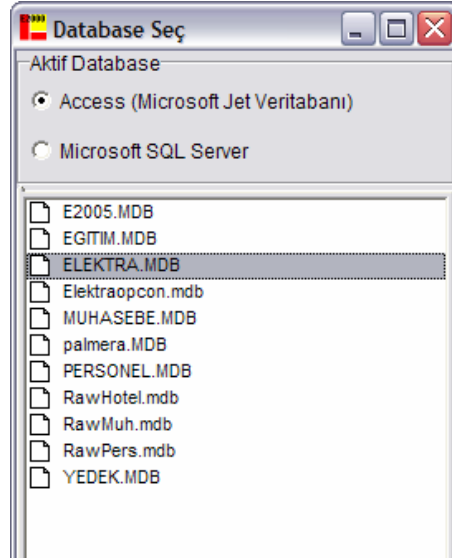 E2000
Database Seç
Aktif Database
Access (Microsoft Jet Veritabanı)
Microsoft SQL Server
E2005.MDB
EGITIM.MDB
ELEKTRA.MDB
Elektraopcon.mdb
MUHASEBE.MDB
palmera.MDB
PERSONEL.MDB
RawHotel.mdb
RawMuh.mdb
RawPers.mdb
YEDEK.MDB